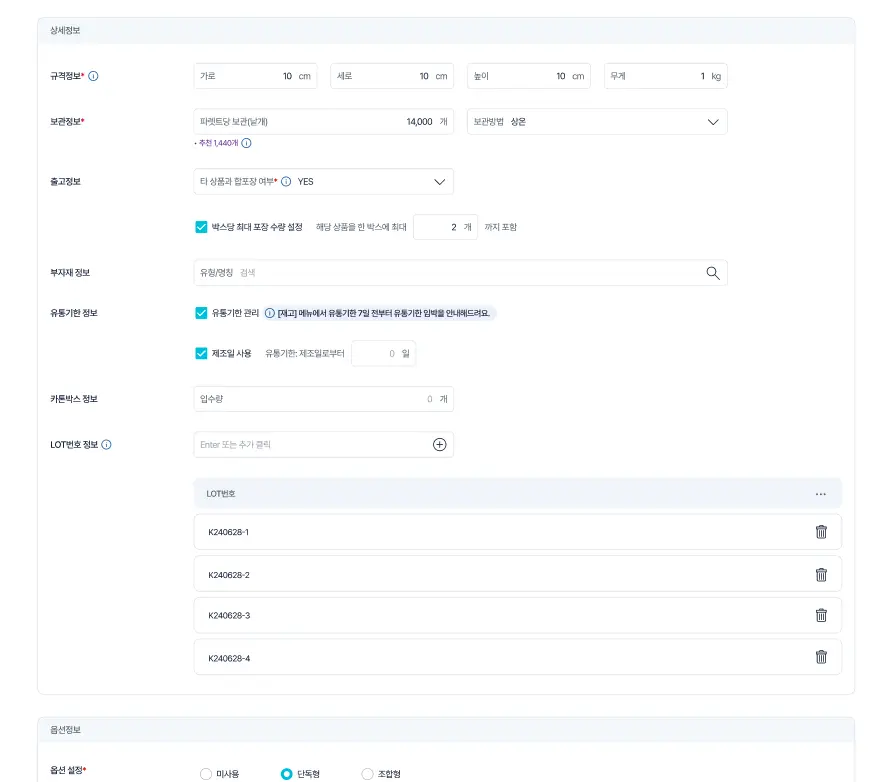 상세정보
규격정보* 가로 10 cm 세로 10 cm 높이 10 cm 무게 1 kg
보관정보* 파렛트당 보관(낱개) 14,000 개 보관방법 상온
• 추천 1,440개
출고정보 타 상품과 합포장 여부* YES
박스당 최대 포장 수량 설정 해당 상품을 한 박스에 최대 2 개 까지 포함
부자재 정보 유형/명칭 검색
유통기한 정보 유통기한 관리 [재고] 메뉴에서 유통기한 7일 전부터 유통기한 임박을 안내해드려요.
제조일 사용 유통기한: 제조일로부터 0 일
카톤박스 정보 입수량 0 개
LOT번호 정보 Enter 또는 추가 클릭
LOT번호
K240628-1
K240628-2
K240628-3
K240628-4
옵션정보
옵션 설정* 미사용 단독형 조합형